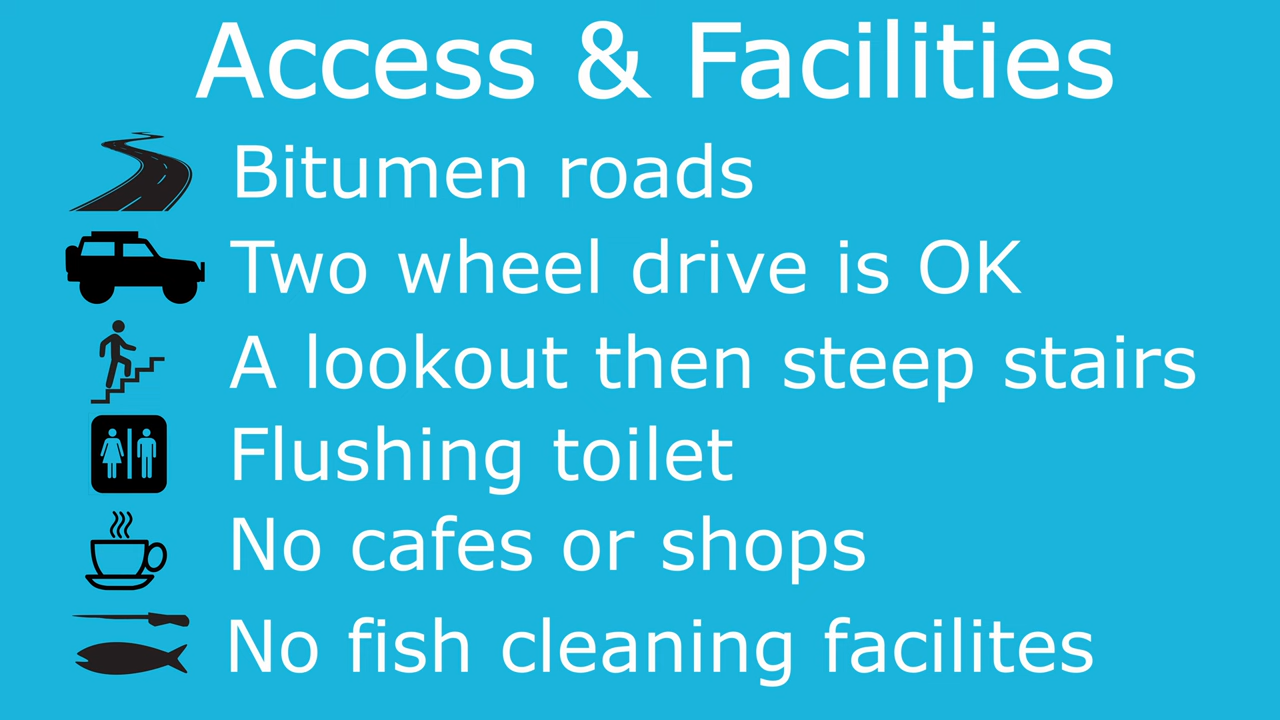 Access & Facilities
Bitumen roads
Two wheel drive is OK
A lookout then steep stairs
Flushing toilet
No cafes or shops
No fish cleaning facilites